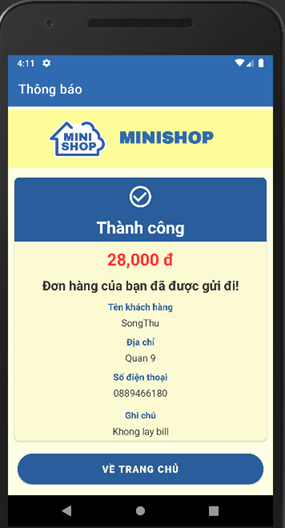 4:11
Thông báo
MINI
SHOP
MINISHOP
Thành công
28,000 đ
Đơn hàng của bạn đã được gửi đi!
Tên khách hàng
SongThu
Địa chỉ
Quan 9
Số điện thoại
0889466180
Ghi chú
Khong lay bill
VỀ TRANG CHỦ